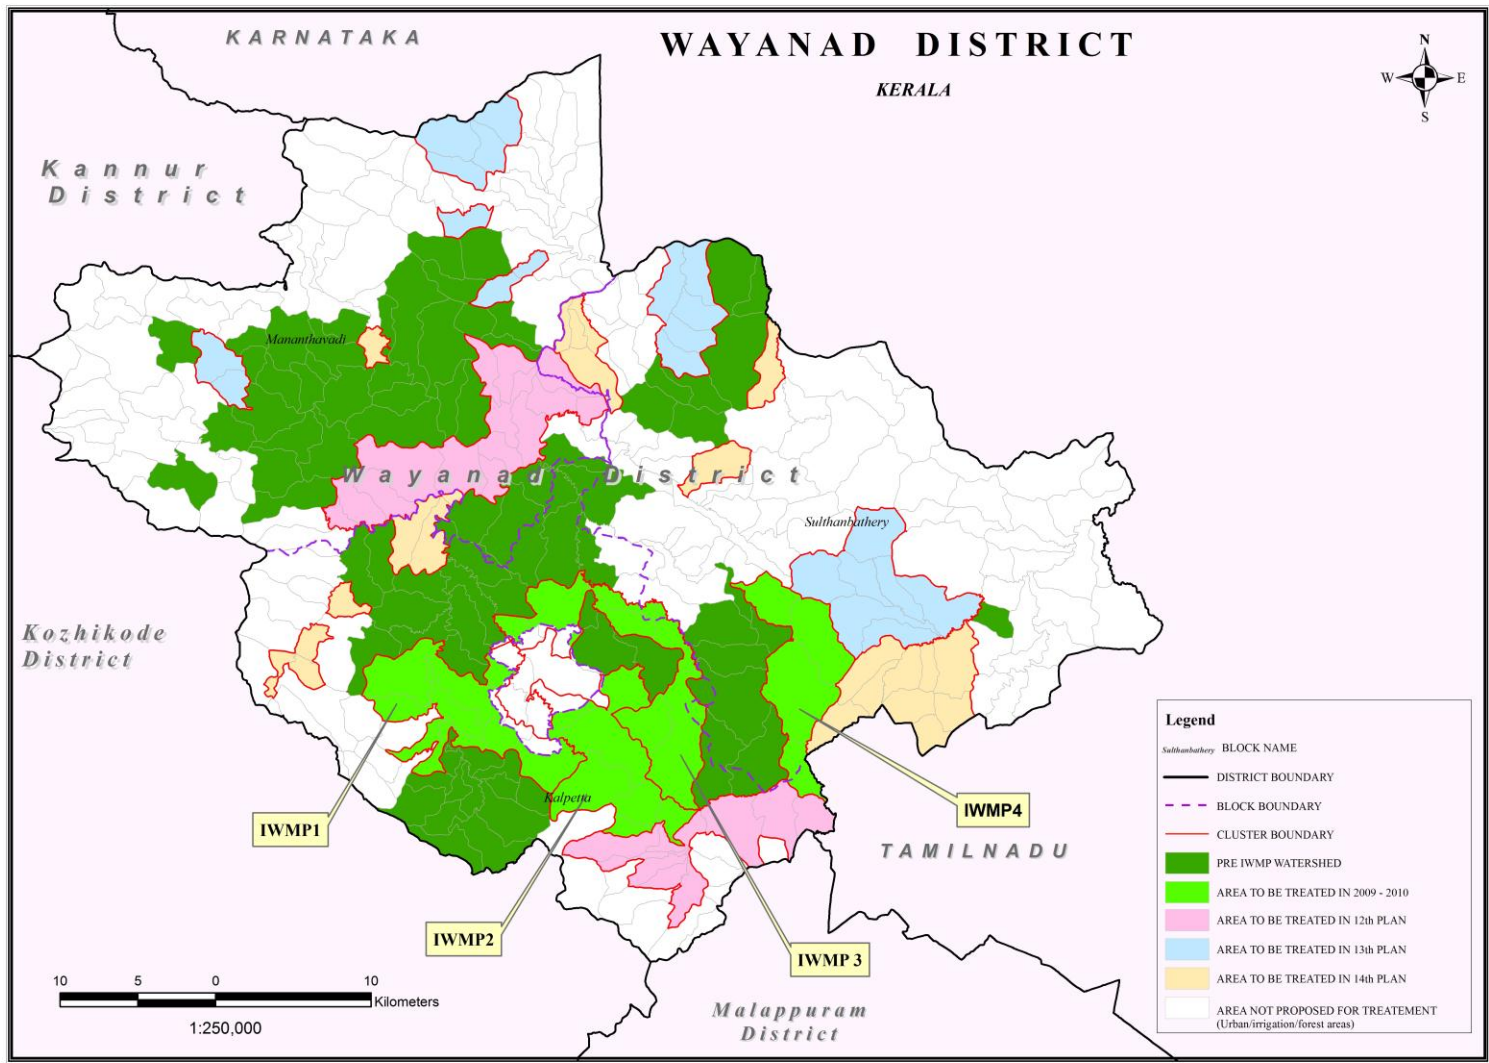 KARNATAKA
WAYANAD DISTRICT
KERALA
N
W E
S
Kannur
District
Mananthavadi
Wayanad District
Sulthanbathery
Kozhikode
District
Kalpetta
IWMP1
IWMP2
IWMP 3
IWMP4
TAMILNADU
Malappuram
District
10 5 0 10
Kilometers
1:250,000
Legend
Sulthanbathery BLOCK NAME
DISTRICT BOUNDARY
BLOCK BOUNDARY
CLUSTER BOUNDARY
PRE IWMP WATERSHED
AREA TO BE TREATED IN 2009 - 2010
AREA TO BE TREATED IN 12th PLAN
AREA TO BE TREATED IN 13th PLAN
AREA TO BE TREATED IN 14th PLAN
AREA NOT PROPOSED FOR TREATEMENT
(Urban/irrigation/forest areas)